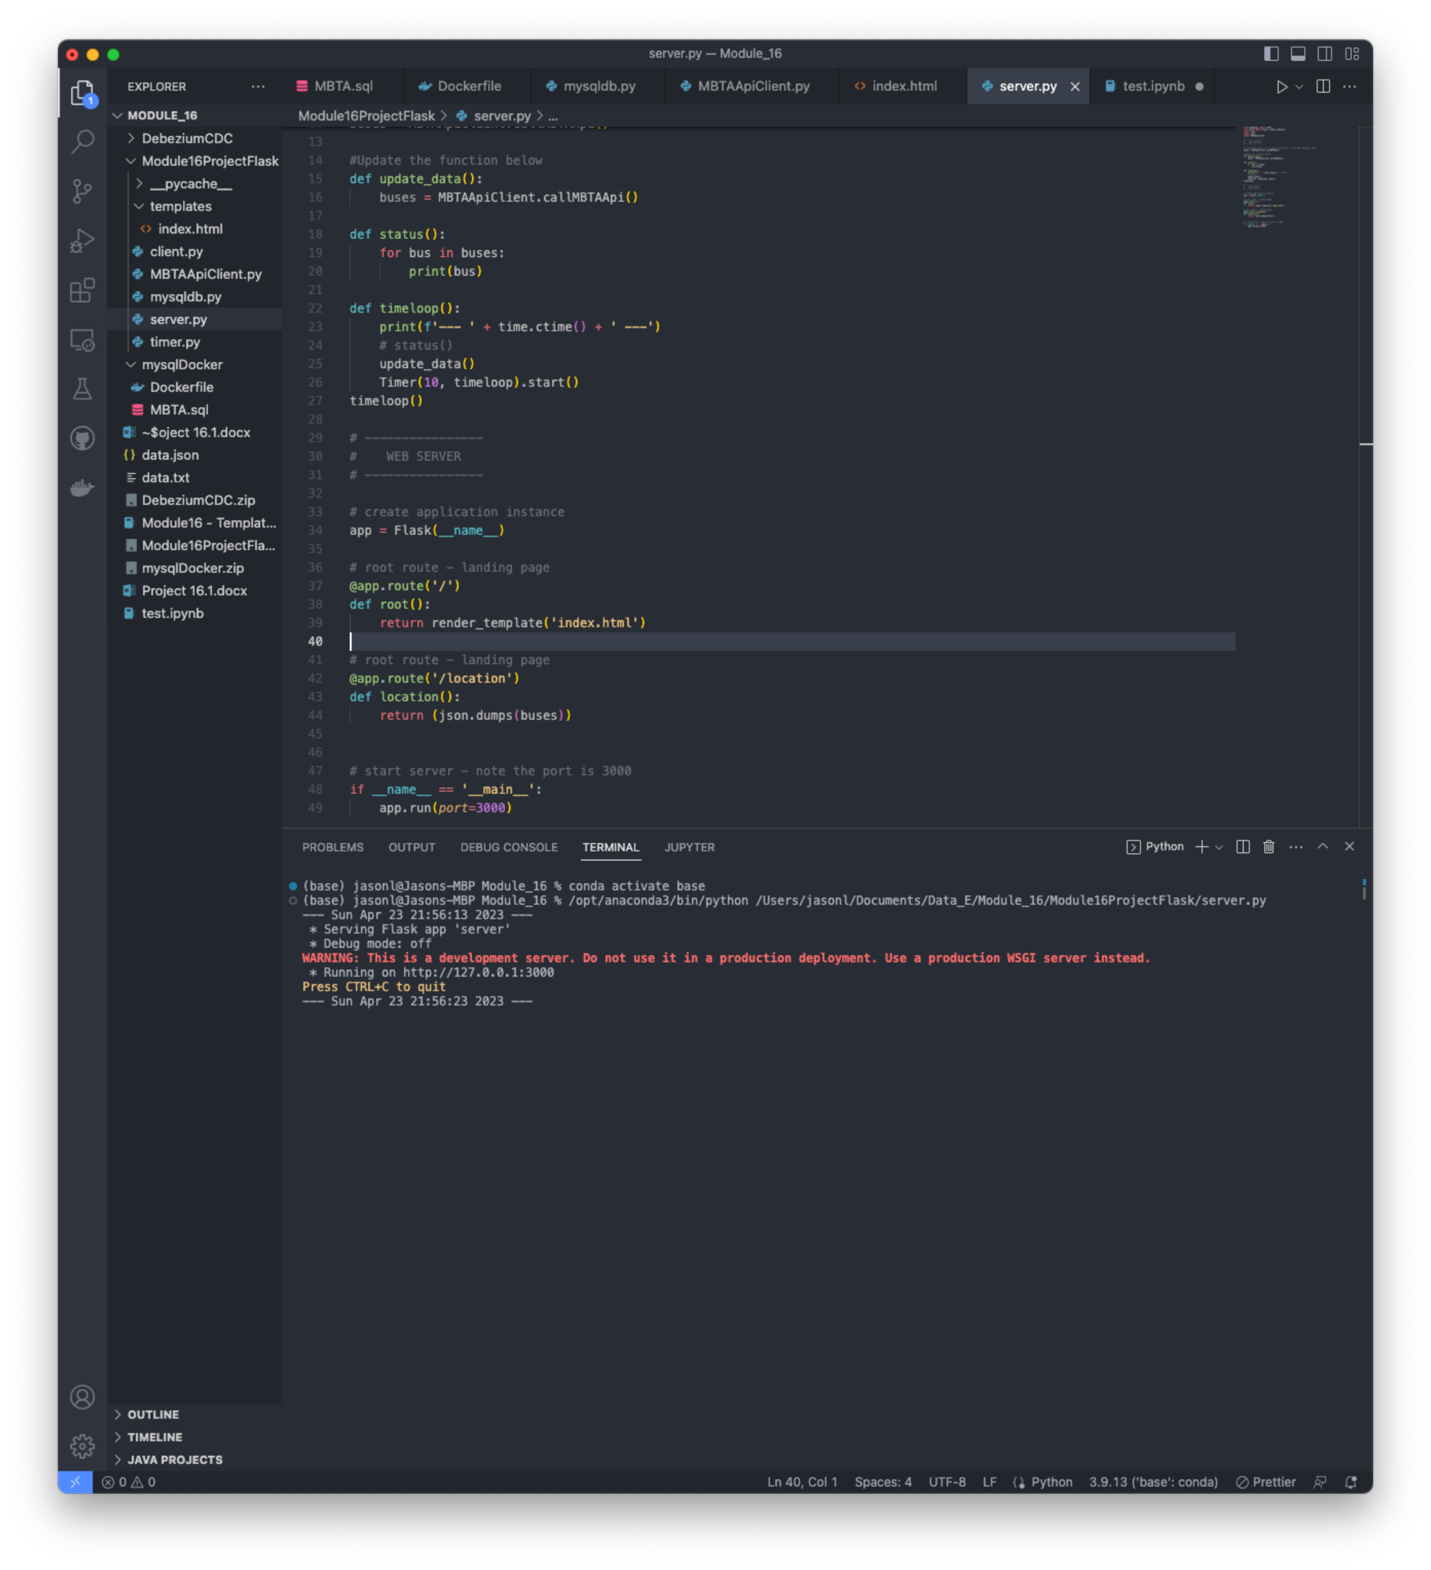 server.py — Module_16
EXPLORER
MBTA.sql
Dockerfile
mysqldb.py
MBTAApiClient.py
index.html
server.py
test.ipynb
1
MODULE_16
DebeziumCDC
Module16ProjectFlask
__pycache__
templates
index.html
client.py
MBTAApiClient.py
mysqldb.py
server.py
timer.py
mysqlDocker
Dockerfile
MBTA.sql
~$oject 16.1.docx
data.json
data.txt
DebeziumCDC.zip
Module16 - Templat...
Module16ProjectFla...
mysqlDocker.zip
Project 16.1.docx
test.ipynb
OUTLINE
TIMELINE
JAVA PROJECTS
Module16ProjectFlask > server.py > ...
13
14 #Update the function below
15 def update_data():
16 buses = MBTAApiClient.callMBTAApi()
17
18 def status():
19 for bus in buses:
20 print(bus)
21
22 def timeloop():
23 print(f'--- ' + time.ctime() + ' ---')
24 # status()
25 update_data()
26 Timer(10, timeloop).start()
27 timeloop()
28
29 # ----------------
30 # WEB SERVER
31 # ----------------
32
33 # create application instance
34 app = Flask(__name__)
35
36 # root route - landing page
37 @app.route('/')
38 def root():
39 return render_template('index.html')
40
41 # root route - landing page
42 @app.route('/location')
43 def location():
44 return (json.dumps(buses))
45
46
47 # start server - note the port is 3000
48 if __name__ == '__main__':
49 app.run(port=3000)
PROBLEMS OUTPUT DEBUG CONSOLE TERMINAL JUPYTER
Python
(base) jasonl@Jasons-MBP Module_16 % conda activate base
(base) jasonl@Jasons-MBP Module_16 % /opt/anaconda3/bin/python /Users/jasonl/Documents/Data_E/Module_16/Module16ProjectFlask/server.py
--- Sun Apr 23 21:56:13 2023 ---
* Serving Flask app 'server'
* Debug mode: off
WARNING: This is a development server. Do not use it in a production deployment. Use a production WSGI server instead.
* Running on http://127.0.0.1:3000
Press CTRL+C to quit
--- Sun Apr 23 21:56:23 2023 ---
0 0
Ln 40, Col 1 Spaces: 4 UTF-8 LF Python 3.9.13 ('base': conda) Prettier